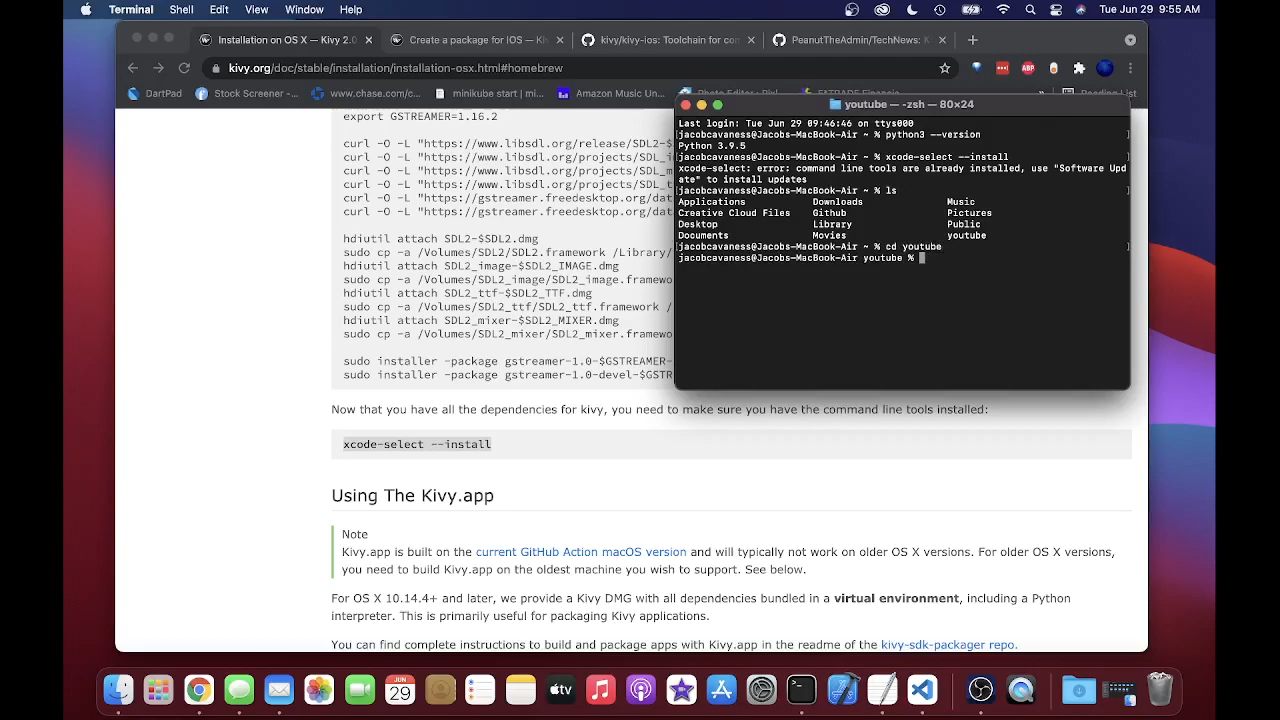 Terminal Shell Edit View Window Help Tue Jun 29 9:55 AM
Installation on OS X — Kivy 2.0 Create a package for iOS — Ki kivy/kivy-ios: Toolchain for com PeanutTheAdmin/TechNews: K
kivy.org/doc/stable/installation/installation-osx.html#homebrew
DartPad Stock Screener -... www.chase.com/c... minikube start | mi... Amazon Music Un...
export GSTREAMER=1.16.2
curl -O -L "https://www.libsdl.org/release/SDL2-$
curl -O -L "https://www.libsdl.org/projects/SDL_i
curl -O -L "https://www.libsdl.org/projects/SDL_m
curl -O -L "https://www.libsdl.org/projects/SDL_t
curl -O -L "https://gstreamer.freedesktop.org/dat
curl -O -L "https://gstreamer.freedesktop.org/dat
hdiutil attach SDL2-$SDL2.dmg
sudo cp -a /Volumes/SDL2/SDL2.framework /Library/
hdiutil attach SDL2_image-$SDL2_IMAGE.dmg
sudo cp -a /Volumes/SDL2_image/SDL2_image.framewo
hdiutil attach SDL2_ttf-$SDL2_TTF.dmg
sudo cp -a /Volumes/SDL2_ttf/SDL2_ttf.framework /
hdiutil attach SDL2_mixer-$SDL2_MIXER.dmg
sudo cp -a /Volumes/SDL2_mixer/SDL2_mixer.framewo
sudo installer -package gstreamer-1.0-$GSTREAMER-
sudo installer -package gstreamer-1.0-devel-$GSTR
Now that you have all the dependencies for kivy, you need to make sure you have the command line tools installed:
xcode-select --install
Using The Kivy.app
Note
Kivy.app is built on the current GitHub Action macOS version and will typically not work on older OS X versions. For older OS X versions,
you need to build Kivy.app on the oldest machine you wish to support. See below.
For OS X 10.14.4+ and later, we provide a Kivy DMG with all dependencies bundled in a virtual environment, including a Python
interpreter. This is primarily useful for packaging Kivy applications.
You can find complete instructions to build and package apps with Kivy.app in the readme of the kivy-sdk-packager repo.
youtube — -zsh — 80×24
Last login: Tue Jun 29 09:46:46 on ttys000
[jacobcavaness@Jacobs-MacBook-Air ~ % python3 --version ]
Python 3.9.5
[jacobcavaness@Jacobs-MacBook-Air ~ % xcode-select --install ]
xcode-select: error: command line tools are already installed, use "Software Upd
ate" to install updates
[jacobcavaness@Jacobs-MacBook-Air ~ % ls ]
Applications Downloads Music
Creative Cloud Files Github Pictures
Desktop Library Public
Documents Movies youtube
[jacobcavaness@Jacobs-MacBook-Air ~ % cd youtube ]
jacobcavaness@Jacobs-MacBook-Air youtube %
JUN
29
tv